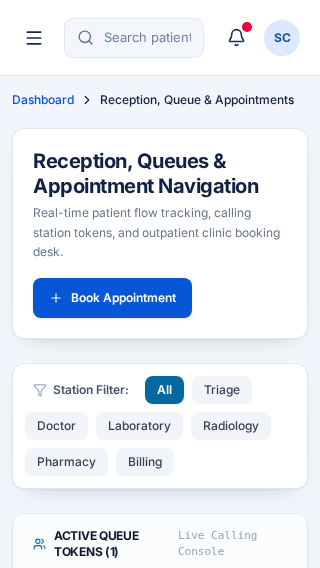 Search patient
SC
Dashboard > Reception, Queue & Appointments
Reception, Queues &
Appointment Navigation
Real-time patient flow tracking, calling
station tokens, and outpatient clinic booking
desk.
+ Book Appointment
Station Filter: All Triage
Doctor Laboratory Radiology
Pharmacy Billing
ACTIVE QUEUE
TOKENS (1)
Live Calling
Console